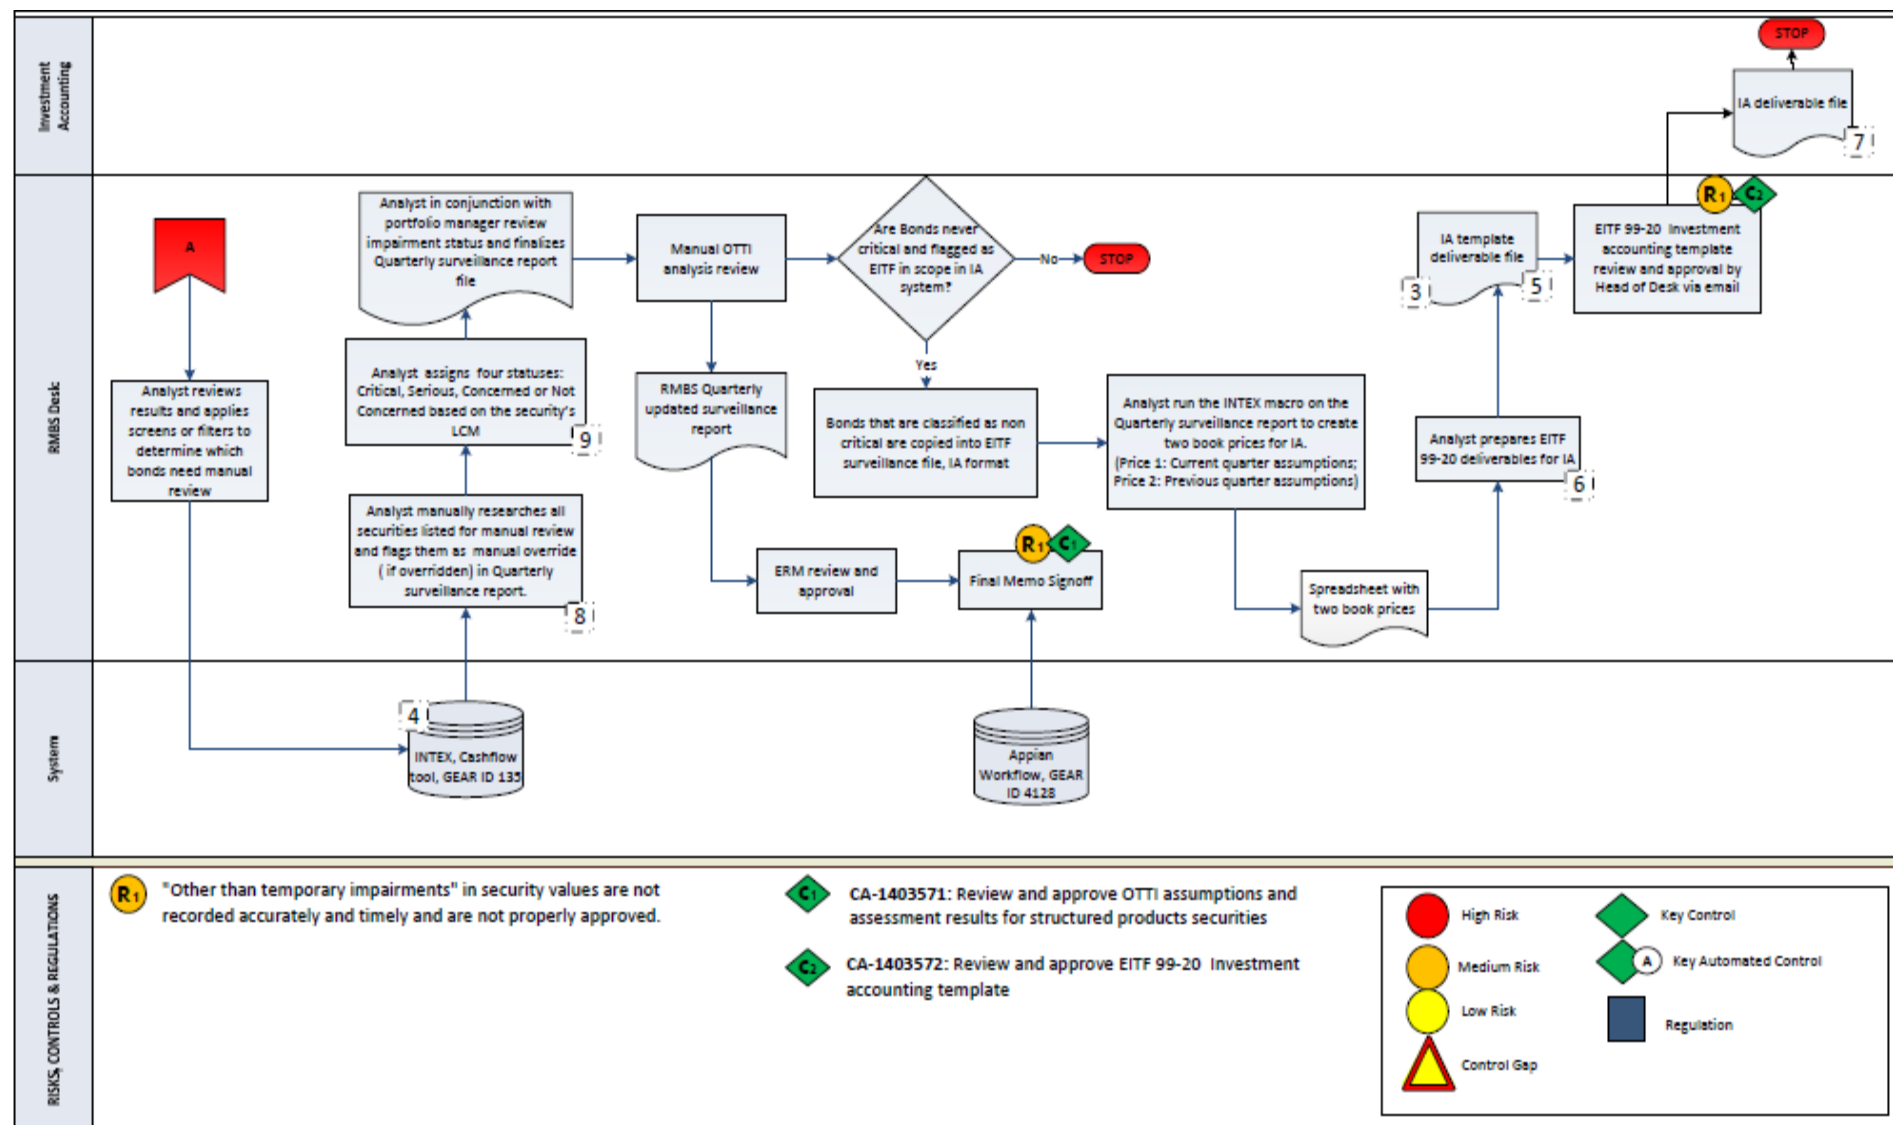 Investment
Accounting
STOP
IA deliverable file
7
RMBS Desk
A
Analyst reviews
results and applies
screens or filters to
determine which
bonds need manual
review
Analyst in conjunction with
portfolio manager review
impairment status and finalizes
Quarterly surveillance report
file
Analyst  assigns  four statuses:
Critical, Serious, Concerned or Not
Concerned based on the security's
LCM
9
Analyst manually researches all
securities listed for manual review
and flags them as  manual override
( if overridden) in Quarterly
surveillance report.
8
Manual OTTI
analysis review
RMBS Quarterly
updated surveillance
report
ERM review and
approval
Are Bonds never
critical and flagged as
EITF in scope in IA
system?
No
STOP
Yes
Bonds that are classified as non
critical are copied into EITF
surveillance file, IA format
R1
C1
Final Memo Signoff
Analyst run the INTEX macro on the
Quarterly surveillance report to create
two book prices for IA.
(Price 1: Current quarter assumptions;
Price 2: Previous quarter assumptions)
Spreadsheet with
two book prices
Analyst prepares EITF
99-20 deliverables for IA
6
IA template
deliverable file
3
5
R1
C2
EITF 99-20  Investment
accounting template
review and approval by
Head of Desk via email
System
4
INTEX, Cashflow
tool, GEAR ID 135
Appian
Workflow, GEAR
ID 4128
RISKS, CONTROLS & REGULATIONS
R1
"Other than temporary impairments" in security values are not
recorded accurately and timely and are not properly approved.
C1
CA-1403571: Review and approve OTTI assumptions and
assessment results for structured products securities
C2
CA-1403572: Review and approve EITF 99-20  Investment
accounting template
High Risk
Medium Risk
Low Risk
Control Gap
Key Control
A
Key Automated Control
Regulation